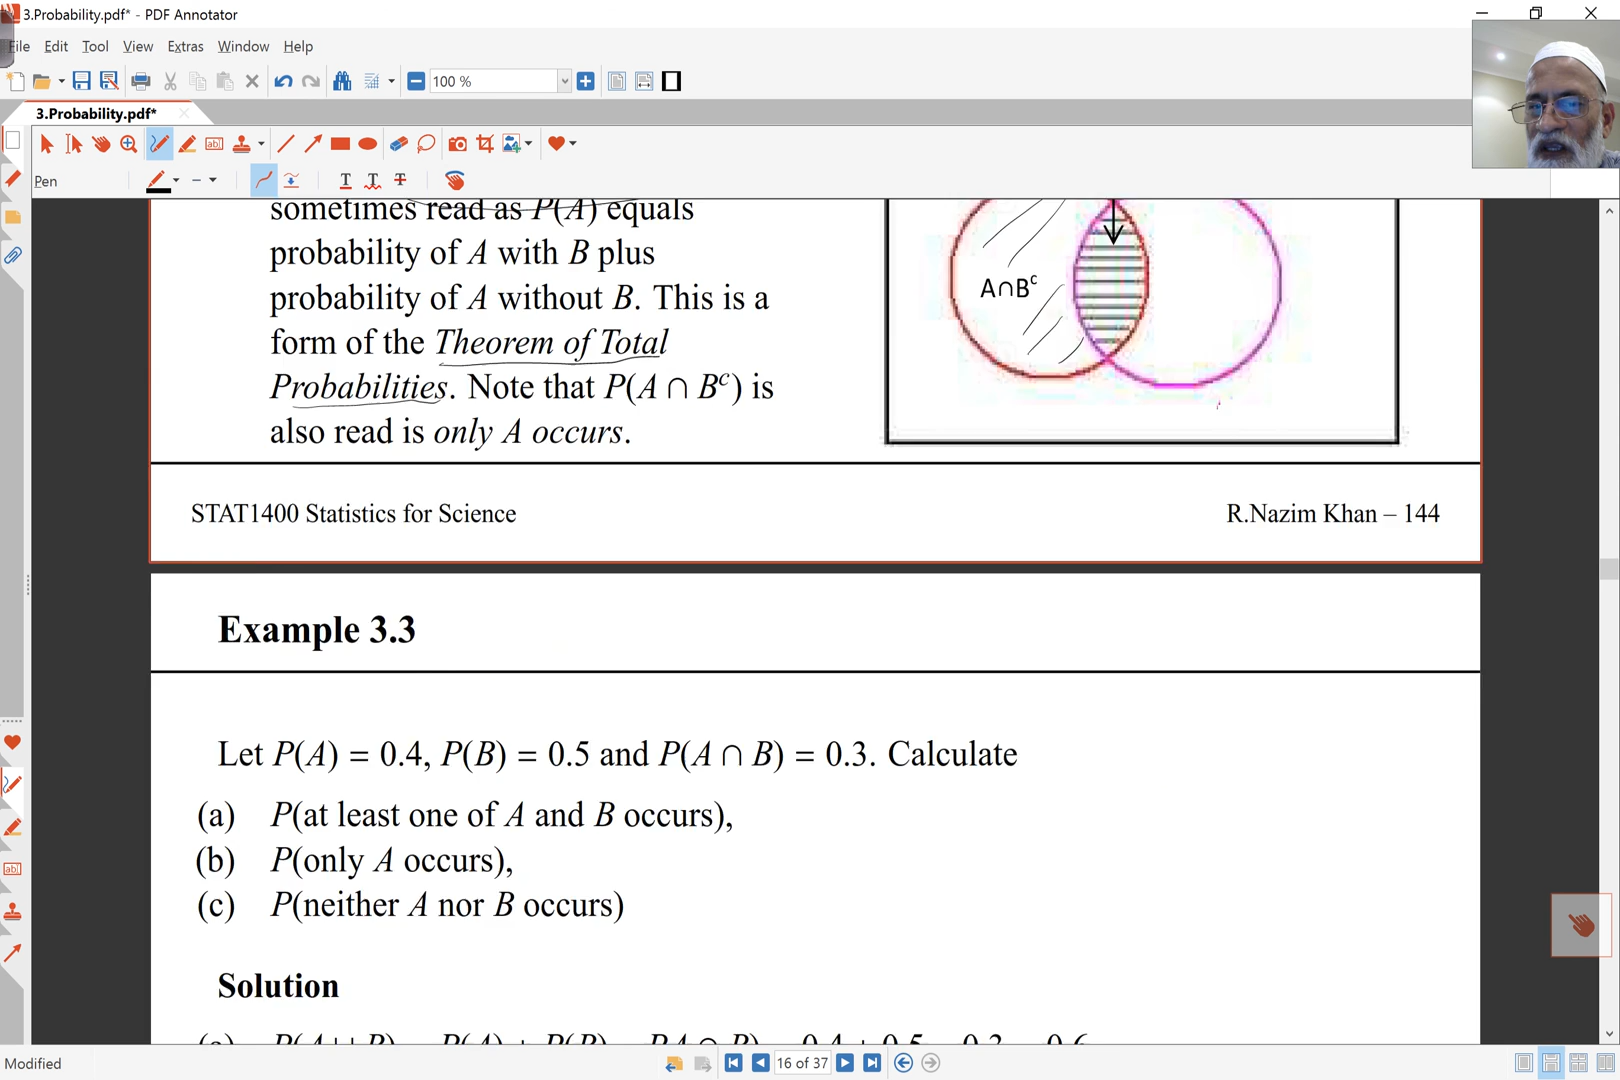 3.Probability.pdf* - PDF Annotator
File Edit Tool View Extras Window Help
100 %
3.Probability.pdf*
Pen
sometimes read as P(A) equals
probability of A with B plus
probability of A without B. This is a
form of the Theorem of Total
Probabilities. Note that P(A ∩ Bᶜ) is
also read is only A occurs.
A∩Bᶜ
STAT1400 Statistics for Science
R.Nazim Khan – 144
Example 3.3
Let P(A) = 0.4, P(B) = 0.5 and P(A ∩ B) = 0.3. Calculate
(a) P(at least one of A and B occurs),
(b) P(only A occurs),
(c) P(neither A nor B occurs)
Solution
Modified
16 of 37